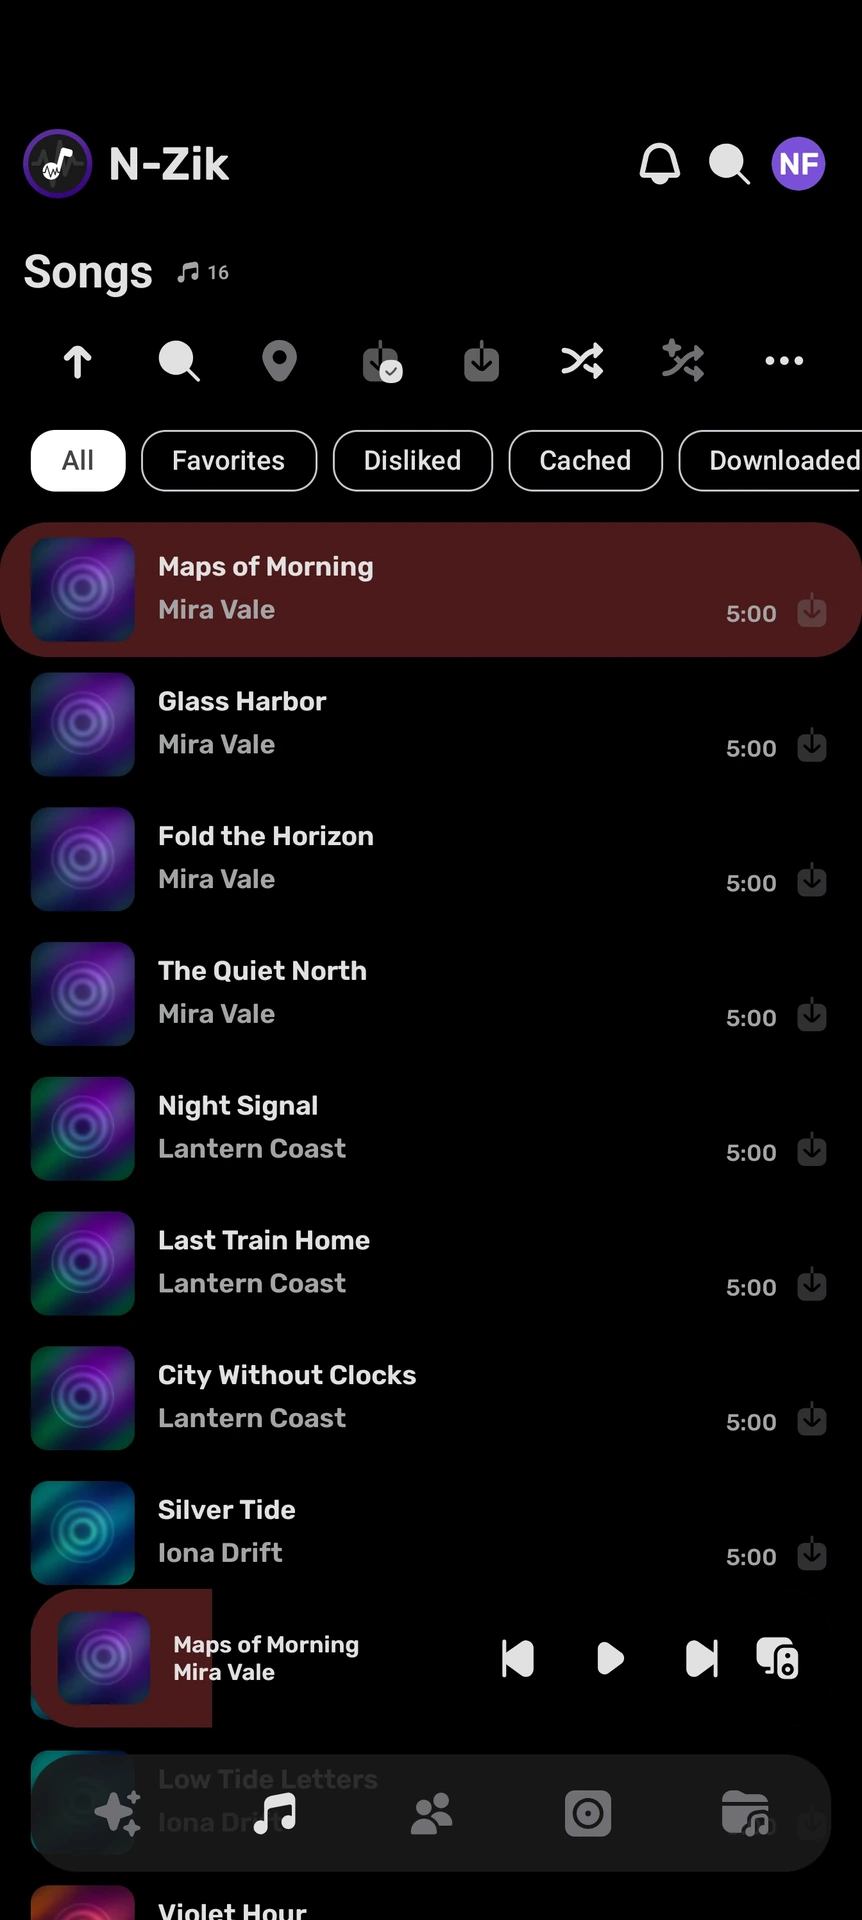 N-Zik
NF
Songs
16
All
Favorites
Disliked
Cached
Downloaded
Maps of Morning
Mira Vale
5:00
Glass Harbor
Mira Vale
5:00
Fold the Horizon
Mira Vale
5:00
The Quiet North
Mira Vale
5:00
Night Signal
Lantern Coast
5:00
Last Train Home
Lantern Coast
5:00
City Without Clocks
Lantern Coast
5:00
Silver Tide
Iona Drift
5:00
Maps of Morning
Mira Vale
Low Tide Letters
Iona Drift
Violet Hour